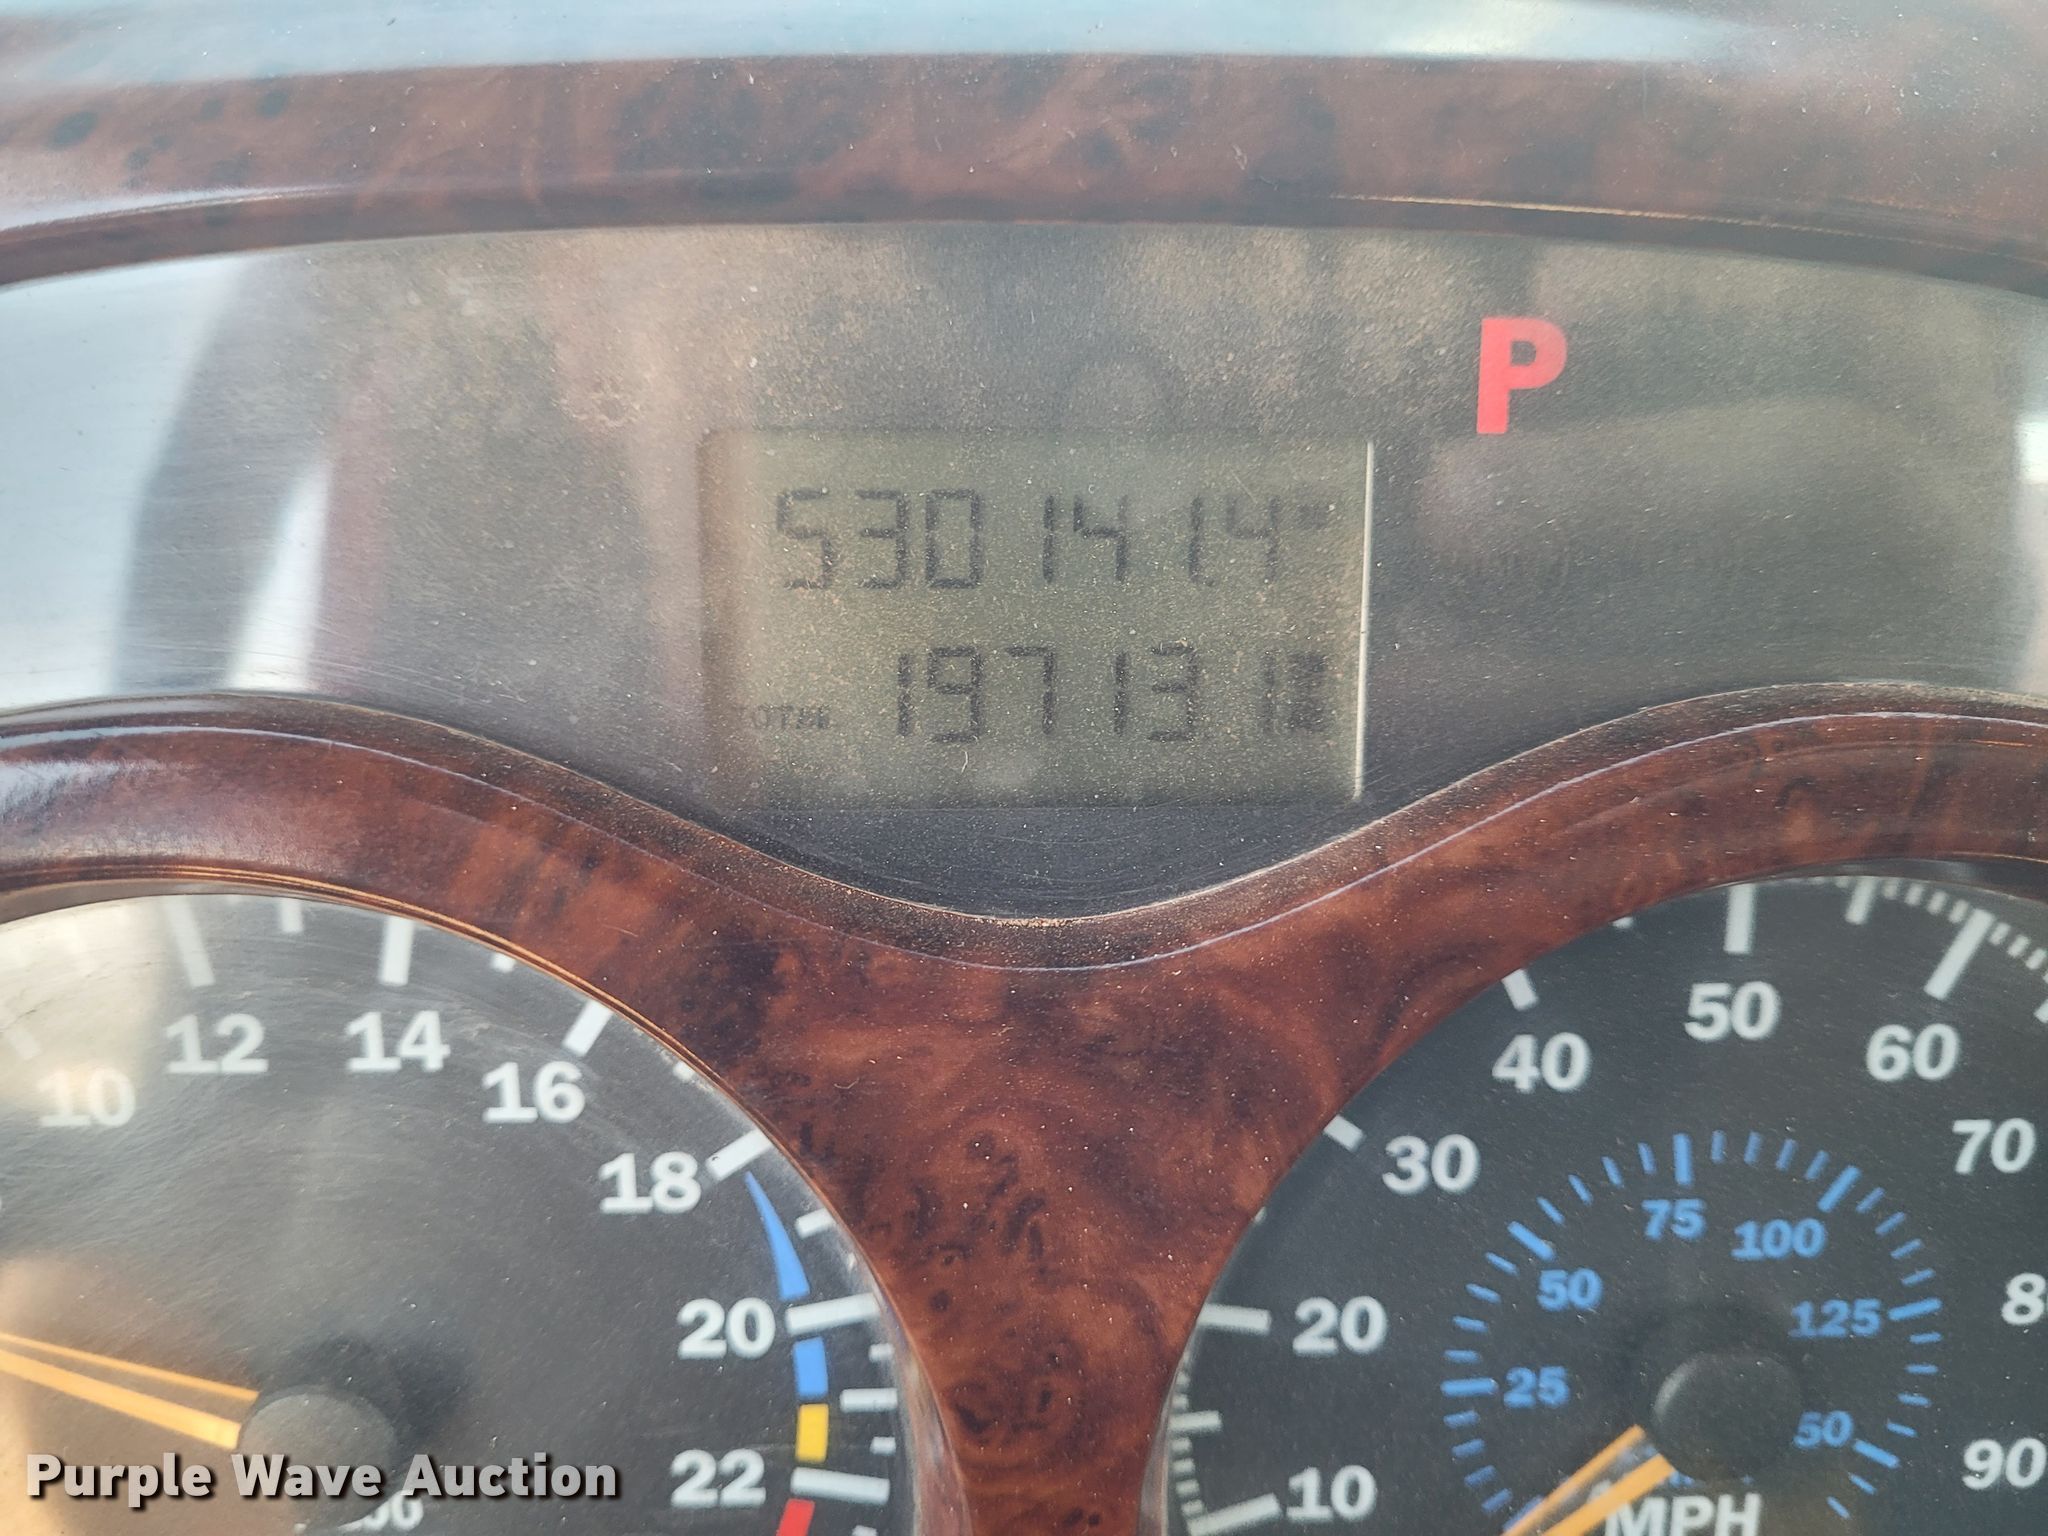 P
530141.4
TOTAL 19713.1
10 12 14 16 18 20 22
10 20 30 40 50 60 70 90
25 50 75 100 125 50
MPH
Purple Wave Auction